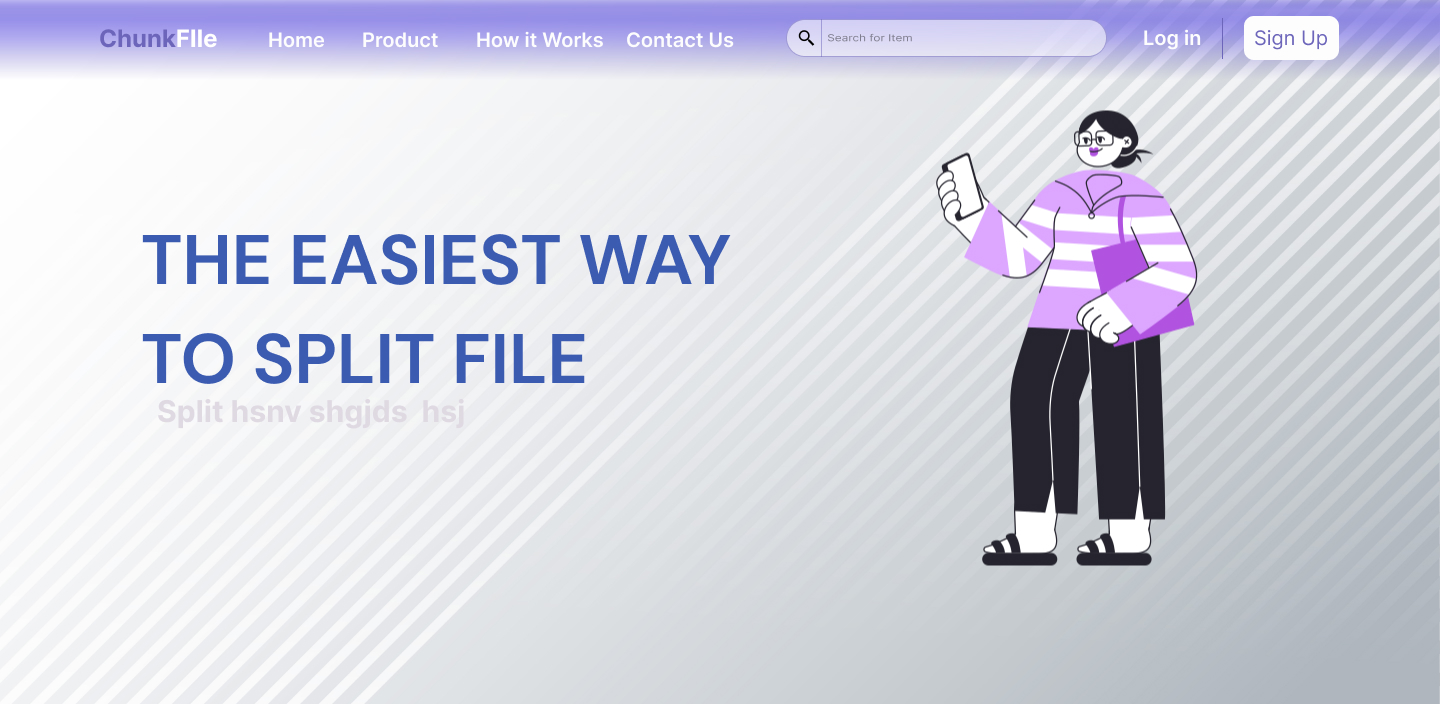 ChunkFIle Home Product How it Works Contact Us Search for Item Log in Sign Up
THE EASIEST WAY
TO SPLIT FILE
Split hsnv shgjds hsj